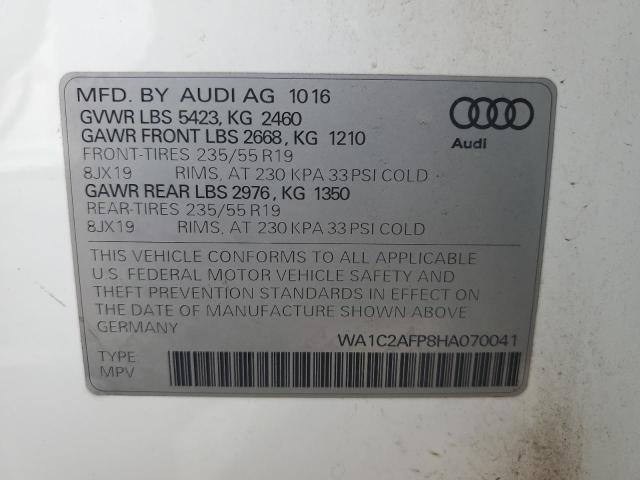 MFD. BY AUDI AG 1016
GVWR LBS 5423, KG 2460
GAWR FRONT LBS 2668, KG 1210
FRONT-TIRES 235/55 R19
8JX19 RIMS, AT 230 KPA 33 PSI COLD
GAWR REAR LBS 2976, KG 1350
REAR-TIRES 235/55 R19
8JX19 RIMS, AT 230 KPA 33 PSI COLD
Audi
THIS VEHICLE CONFORMS TO ALL APPLICABLE
U.S. FEDERAL MOTOR VEHICLE SAFETY AND
THEFT PREVENTION STANDARDS IN EFFECT ON
THE DATE OF MANUFACTURE SHOWN ABOVE.
GERMANY
WA1C2AFP8HA070041
TYPE
MPV